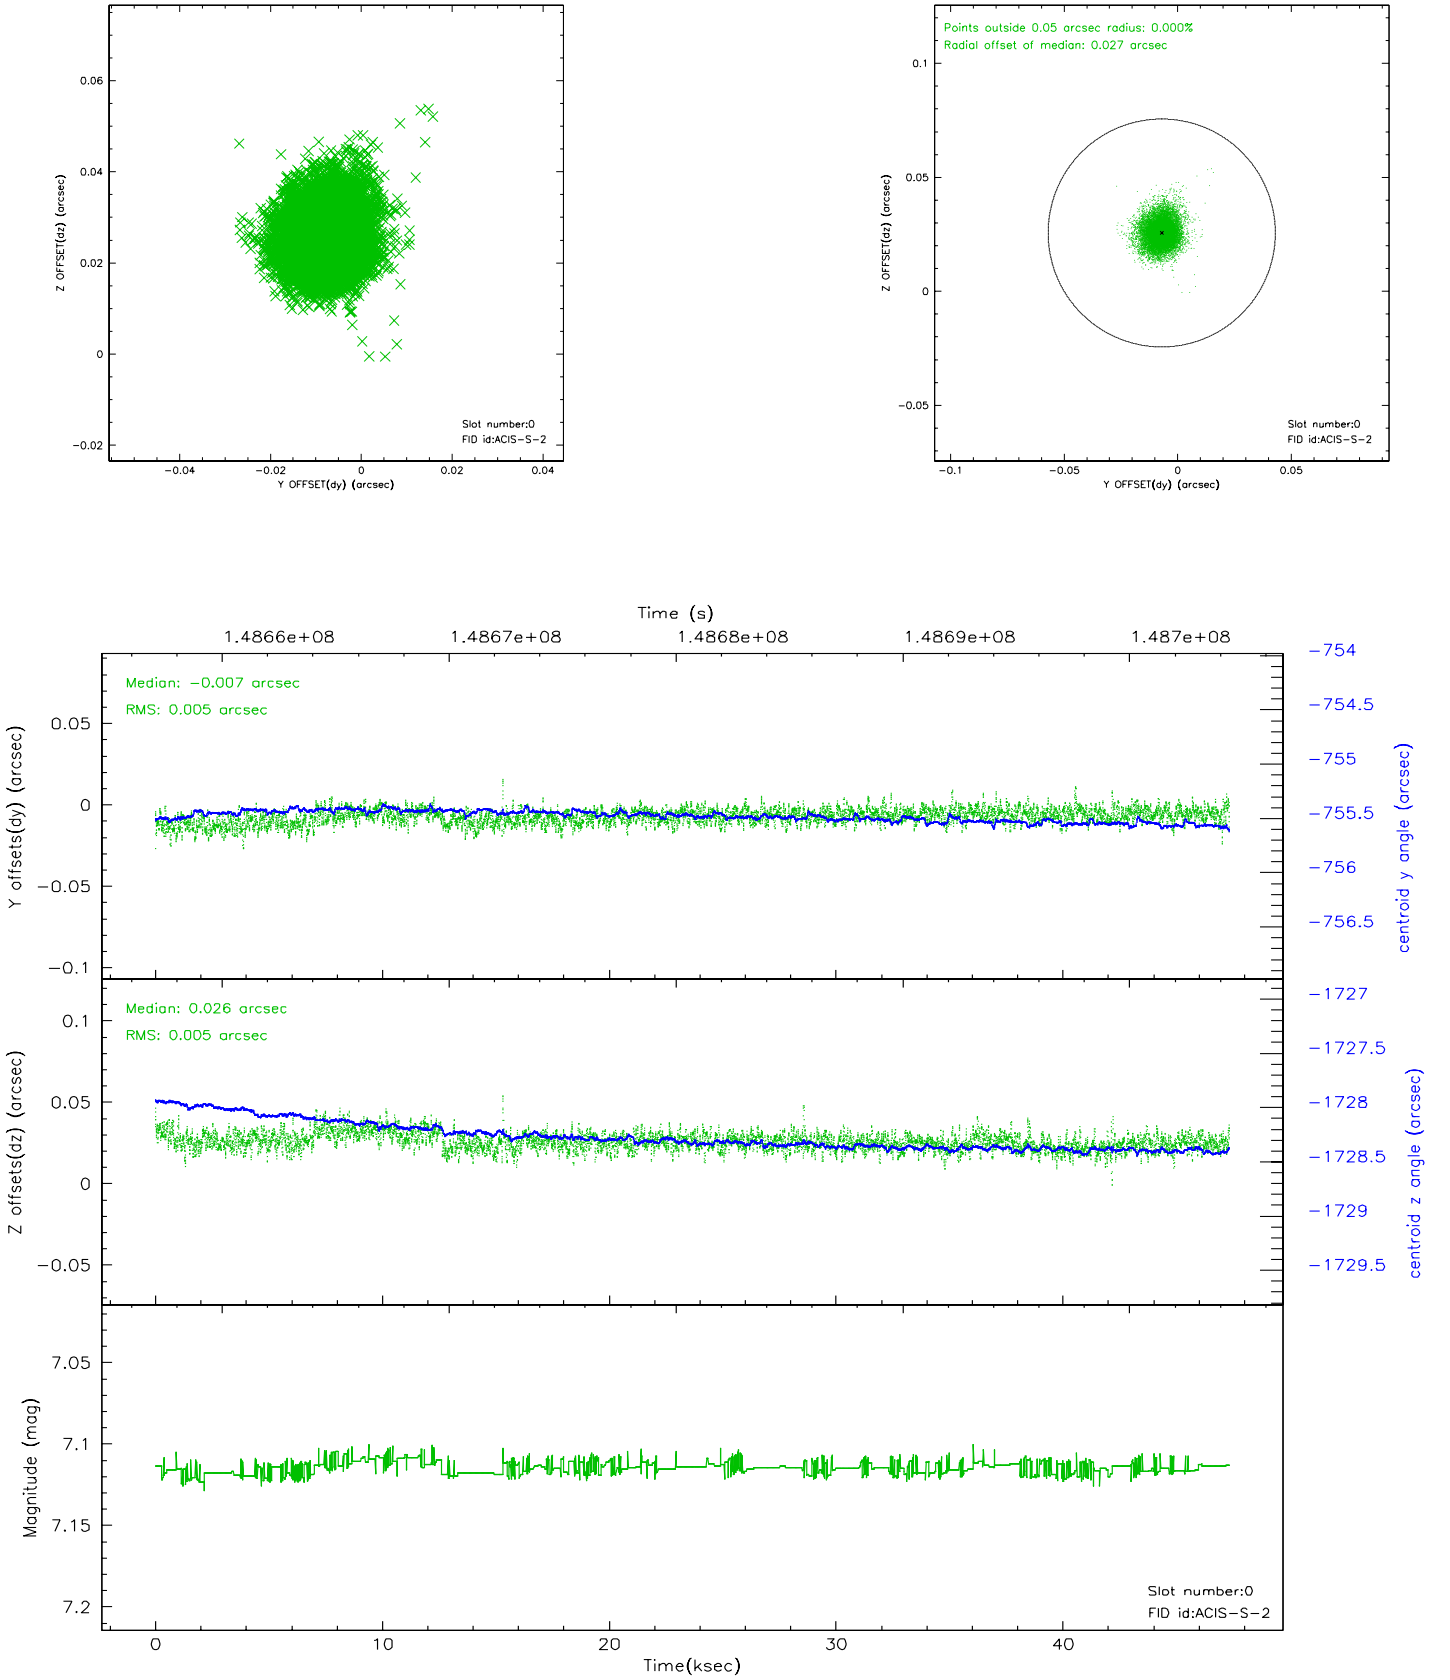 0.06
0.04
0.02
0
−0.02
Z OFFSET(dz) (arcsec)
Slot number:0
FID id:ACIS−S−2
−0.04
−0.02
0
0.02
0.04
Y OFFSET(dy) (arcsec)
Points outside 0.05 arcsec radius: 0.000%
Radial offset of median: 0.027 arcsec
0.1
0.05
0
−0.05
Z OFFSET(dz) (arcsec)
Slot number:0
FID id:ACIS−S−2
−0.1
−0.05
0
0.05
Y OFFSET(dy) (arcsec)
Time (s)
1.4866e+08
1.4867e+08
1.4868e+08
1.4869e+08
1.487e+08
Median: −0.007 arcsec
RMS: 0.005 arcsec
0.05
0
−0.05
−0.1
Y offsets(dy) (arcsec)
−754
−754.5
−755
−755.5
−756
−756.5
centroid y angle (arcsec)
Median: 0.026 arcsec
RMS: 0.005 arcsec
0.1
0.05
0
−0.05
Z offsets(dz) (arcsec)
−1727
−1727.5
−1728
−1728.5
−1729
−1729.5
centroid z angle (arcsec)
7.05
7.1
7.15
7.2
Magnitude (mag)
Slot number:0
FID id:ACIS−S−2
0
10
20
30
40
Time(ksec)